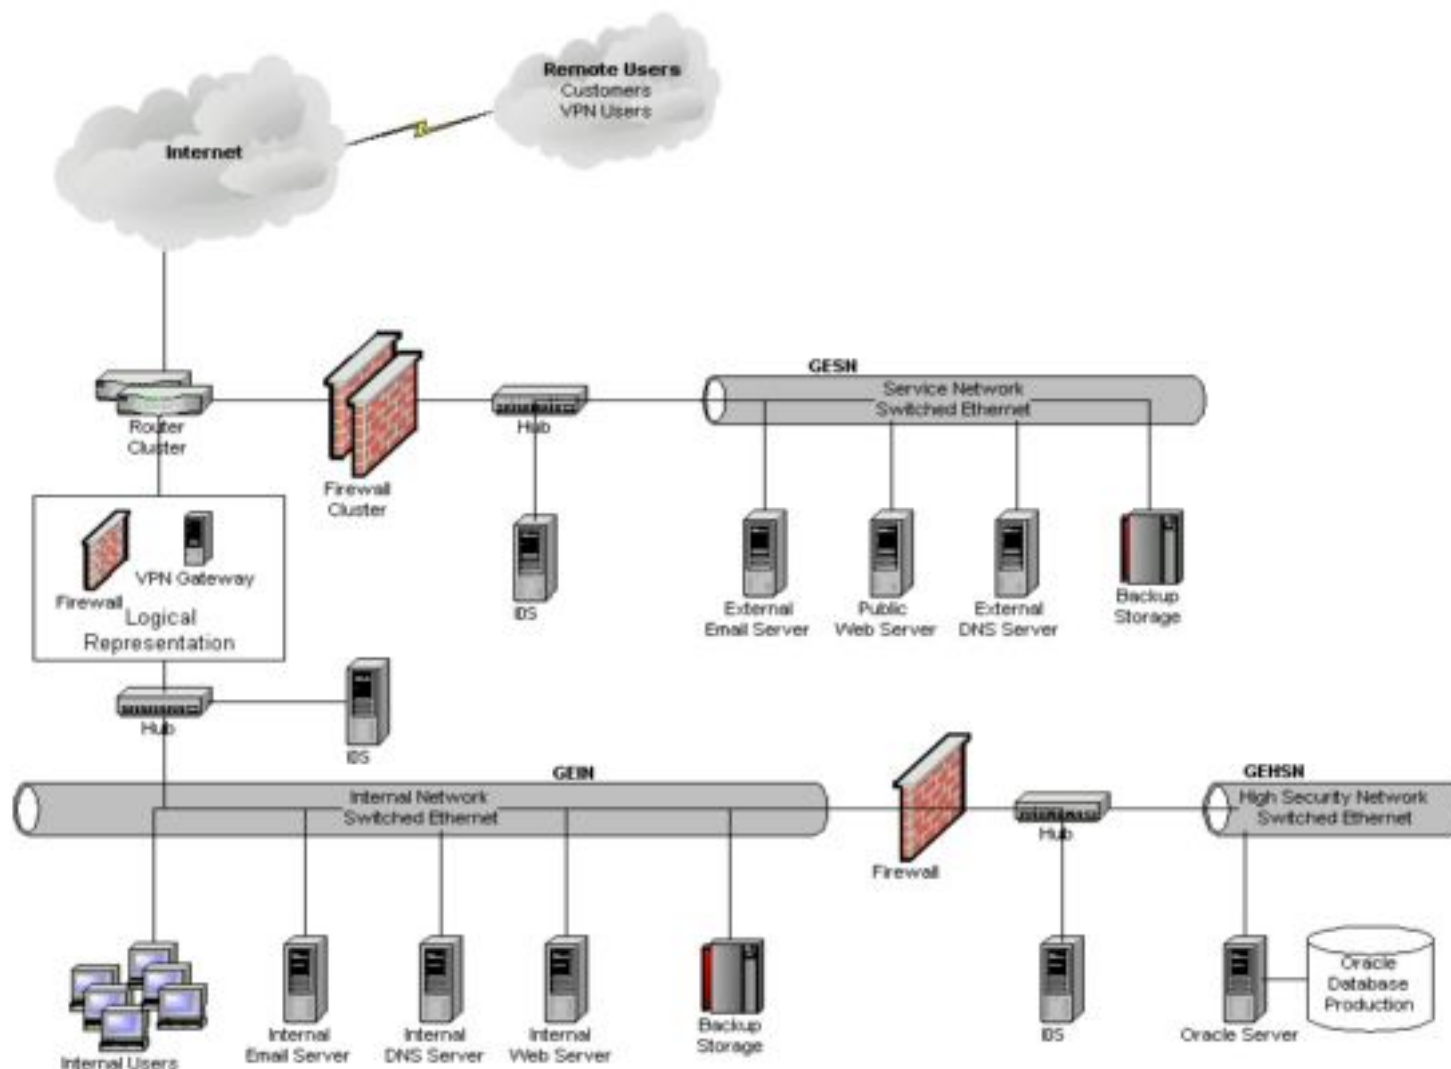 Remote Users
Customers
VPN Users
Internet
GESN
Service Network
Switched Ethernet
Router
Cluster
Hub
Firewall
Cluster
VPN Gateway
Firewall
Logical
Representation
IDS
External
Email Server
Public
Web Server
External
DNS Server
Backup
Storage
Hub
IDS
GEIN
Internal Network
Switched Ethernet
GEHSN
High Security Network
Switched Ethernet
Hub
Firewall
Internal Users
Internal
Email Server
Internal
DNS Server
Internal
Web Server
Backup
Storage
IDS
Oracle Server
Oracle
Database
Production